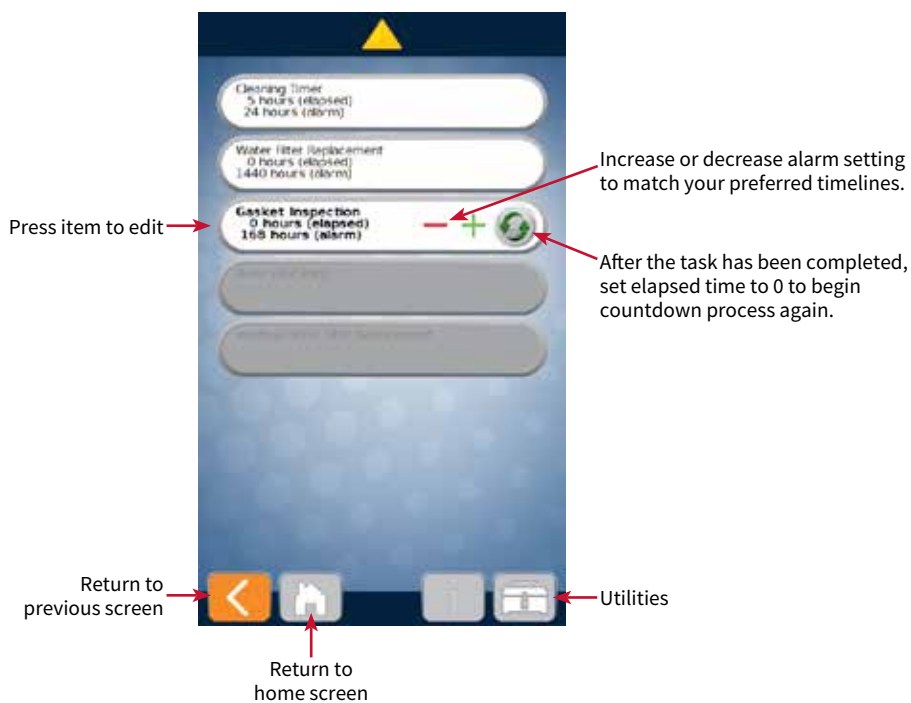 Cleaning Timer
5 hours (elapsed)
24 hours (alarm)
Water Filter Replacement
0 hours (elapsed)
1440 hours (alarm)
Increase or decrease alarm setting
to match your preferred timelines.
Press item to edit
Gasket Inspection
0 hours (elapsed)
168 hours (alarm)
After the task has been completed,
set elapsed time to 0 to begin
countdown process again.
Return to
previous screen
Utilities
Return to
home screen